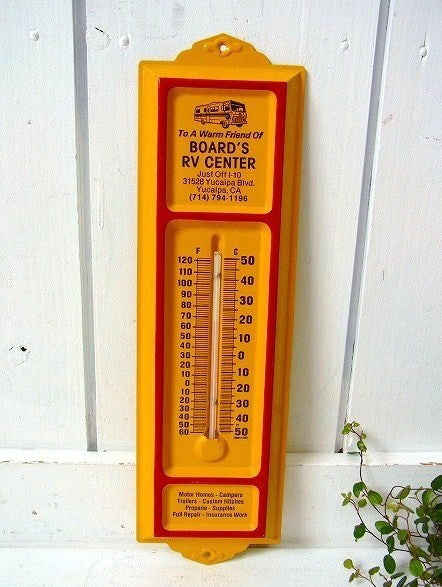 To A Warm Friend Of
BOARD'S
RV CENTER
Just Off I-10
31528 Yucaipa Blvd.
Yucaipa, CA
(714) 794-1196
F C
120 50
110
100 40
90
80 30
70 20
60
50 10
40
30 0
20
10 10
0
10 20
20 30
30
40 40
50
60 50
Motor Homes - Campers
Trailers - Custom Hitches
Propane - Supplies
Full Repair - Insurance Work